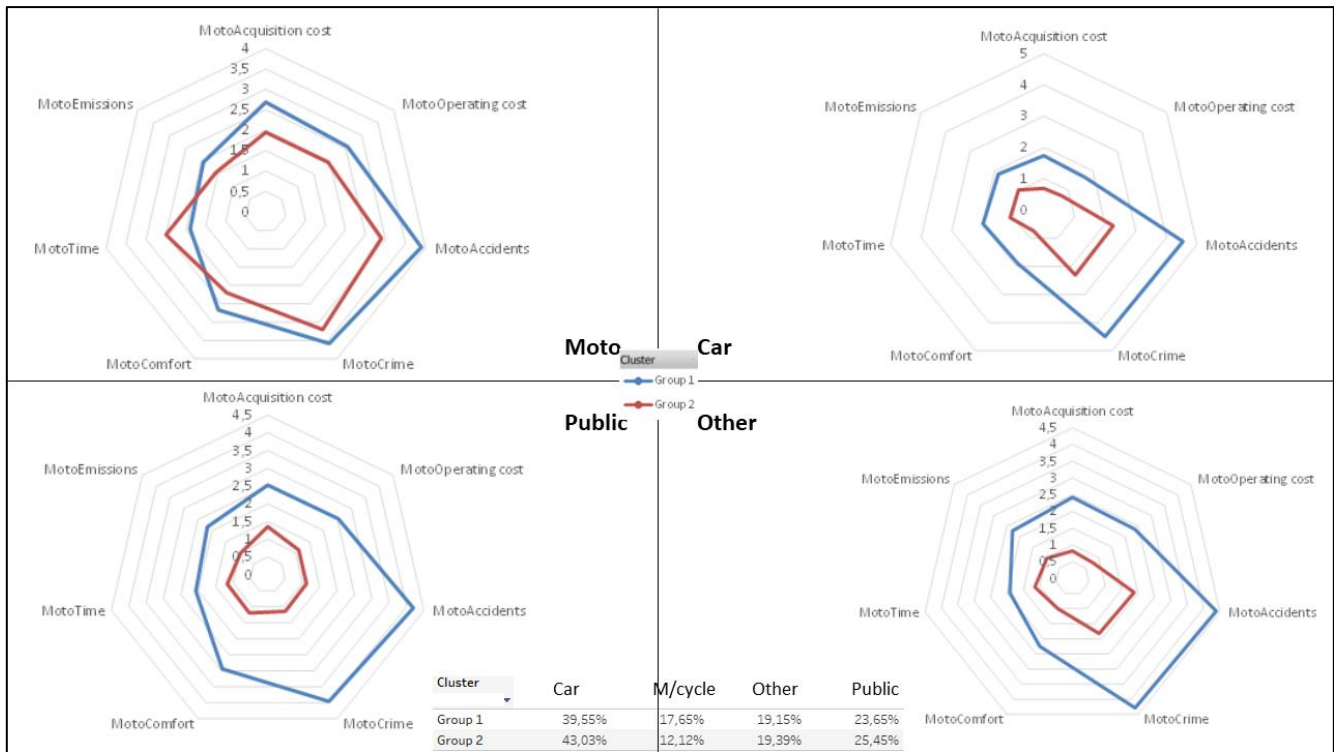 MotoAcquisition cost
4
3,5
3
2,5
2
1,5
1
0,5
0
MotoEmissions
MotoOperating cost
MotoTime
MotoAccidents
MotoComfort
MotoCrime
Moto
MotoAcquisition cost
5
4
3
2
1
0
MotoEmissions
MotoOperating cost
MotoTime
MotoAccidents
MotoComfort
MotoCrime
Car
Cluster
Group 1
Group 2
Public
MotoAcquisition cost
4,5
4
3,5
3
2,5
2
1,5
1
0,5
0
MotoEmissions
MotoOperating cost
MotoTime
MotoAccidents
MotoComfort
MotoCrime
Other
MotoAcquisition cost
4,5
4
3,5
3
2,5
2
1,5
1
0,5
0
MotoEmissions
MotoOperating cost
MotoTime
MotoAccidents
MotoComfort
MotoCrime
Cluster Car M/cycle Other Public
Group 1 39,55% 17,65% 19,15% 23,65%
Group 2 43,03% 12,12% 19,39% 25,45%